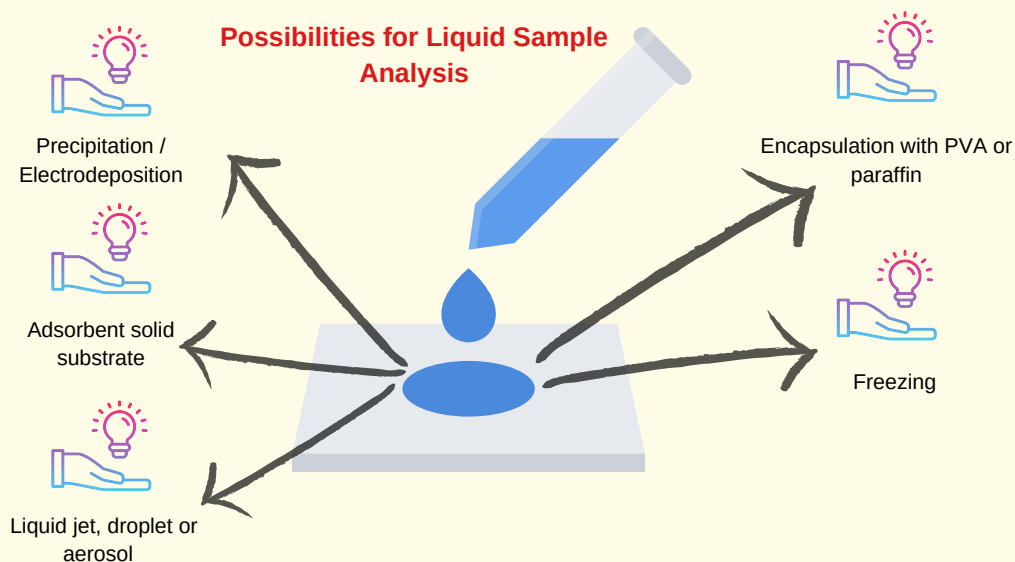 Possibilities for Liquid Sample
Analysis
Precipitation /
Electrodeposition
Adsorbent solid
substrate
Liquid jet, droplet or
aerosol
Encapsulation with PVA or
paraffin
Freezing